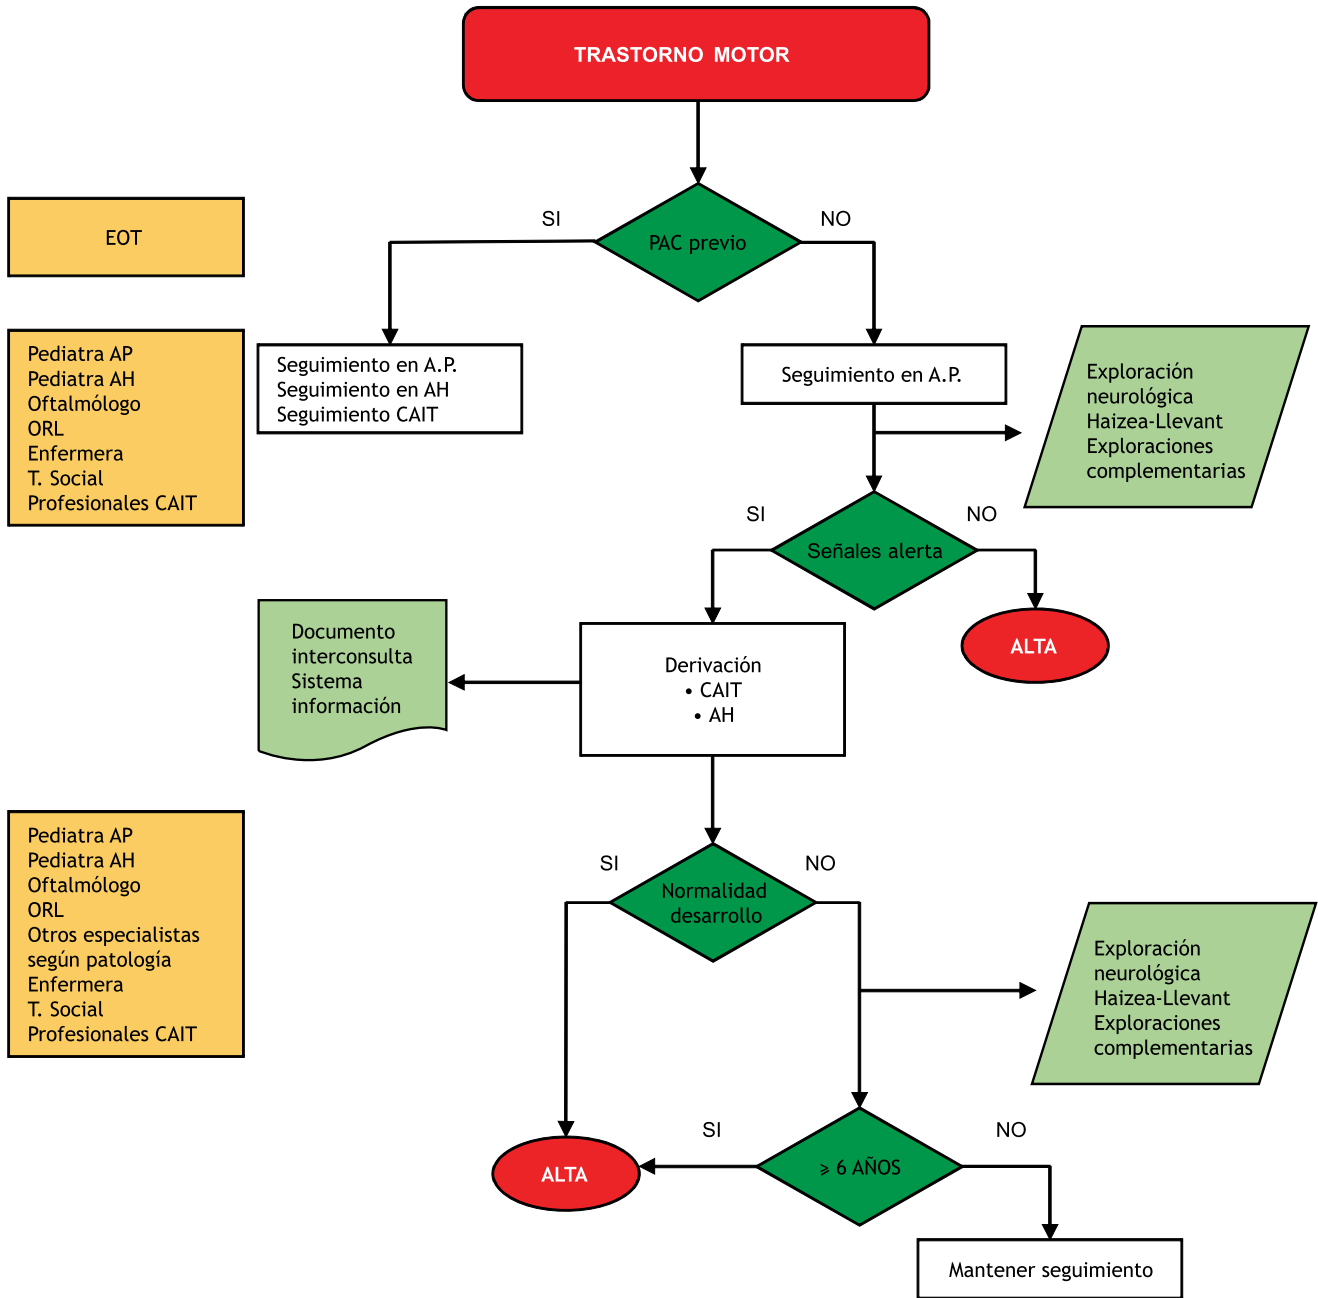 TRASTORNO MOTOR
SI
NO
PAC previo
EOT
Pediatra AP
Pediatra AH
Oftalmólogo
ORL
Enfermera
T. Social
Profesionales CAIT
Seguimiento en A.P.
Seguimiento en AH
Seguimiento CAIT
Seguimiento en A.P.
Exploración
neurológica
Haizea-Llevant
Exploraciones
complementarias
SI
NO
Señales alerta
ALTA
Documento
interconsulta
Sistema
información
Derivación
• CAIT
• AH
Pediatra AP
Pediatra AH
Oftalmólogo
ORL
Otros especialistas
según patología
Enfermera
T. Social
Profesionales CAIT
SI
NO
Normalidad
desarrollo
Exploración
neurológica
Haizea-Llevant
Exploraciones
complementarias
SI
NO
ALTA
⩾ 6 AÑOS
Mantener seguimiento